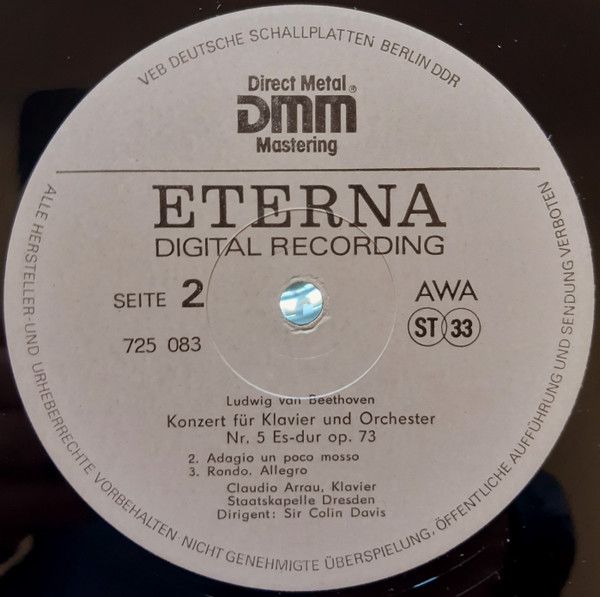 VEB DEUTSCHE SCHALLPLATTEN BERLIN DDR
Direct Metal
DMM®
Mastering
ETERNA
DIGITAL RECORDING
SEITE 2
AWA
725 083
ST 33
Ludwig van Beethoven
Konzert für Klavier und Orchester
Nr. 5 Es-dur op. 73
2. Adagio un poco mosso
3. Rondo. Allegro
Claudio Arrau, Klavier
Staatskapelle Dresden
Dirigent: Sir Colin Davis
ALLE HERSTELLER-UND URHEBERRECHTE VORBEHALTEN·NICHT GENEHMIGTE ÜBERSPIELUNG, ÖFFENTLICHE AUFFÜHRUNG UND SENDUNG VERBOTEN